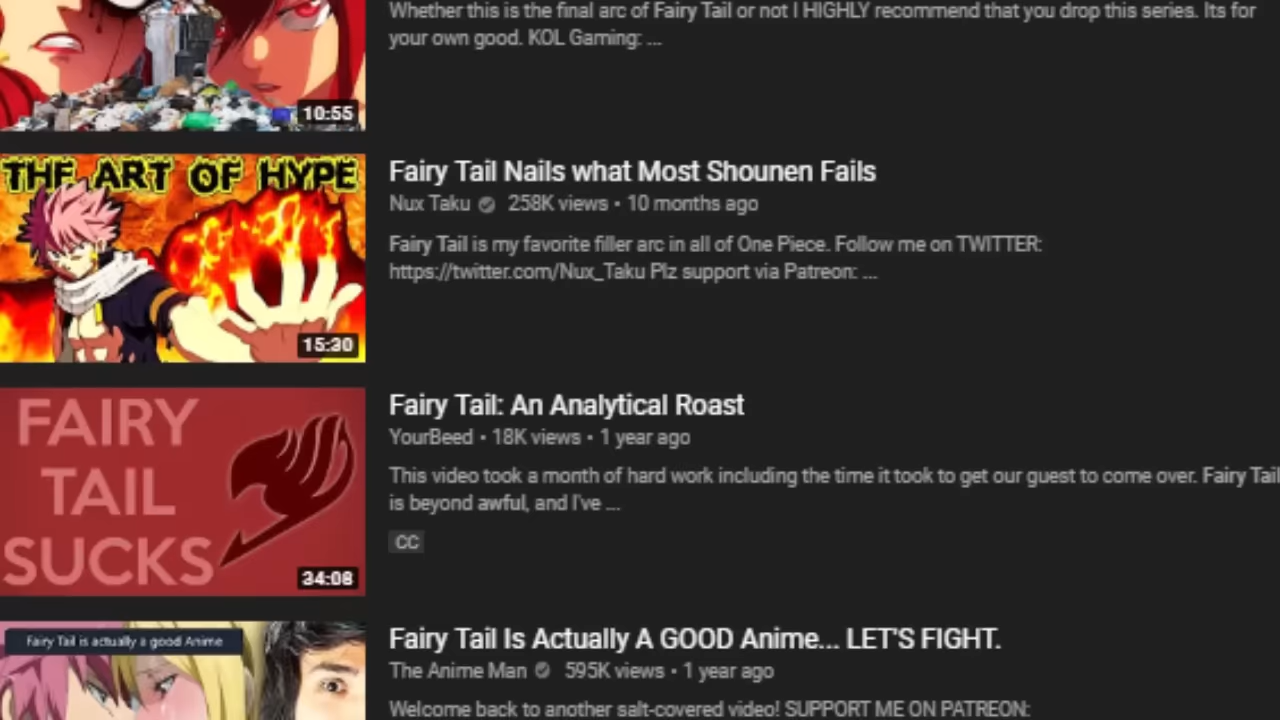 Whether this is the final arc of Fairy Tail or not I HIGHLY recommend that you drop this series. Its for
your own good. KOL Gaming: ...
10:55
THE ART OF HYPE
15:30
Fairy Tail Nails what Most Shounen Fails
Nux Taku 258K views • 10 months ago
Fairy Tail is my favorite filler arc in all of One Piece. Follow me on TWITTER:
https://twitter.com/Nux_Taku Plz support via Patreon: ...
FAIRY
TAIL
SUCKS
34:08
Fairy Tail: An Analytical Roast
YourBeed • 18K views • 1 year ago
This video took a month of hard work including the time it took to get our guest to come over. Fairy Tail
is beyond awful, and I've ...
CC
Fairy Tail is actually a good Anime
Fairy Tail Is Actually A GOOD Anime... LET'S FIGHT.
The Anime Man 595K views • 1 year ago
Welcome back to another salt-covered video! SUPPORT ME ON PATREON: